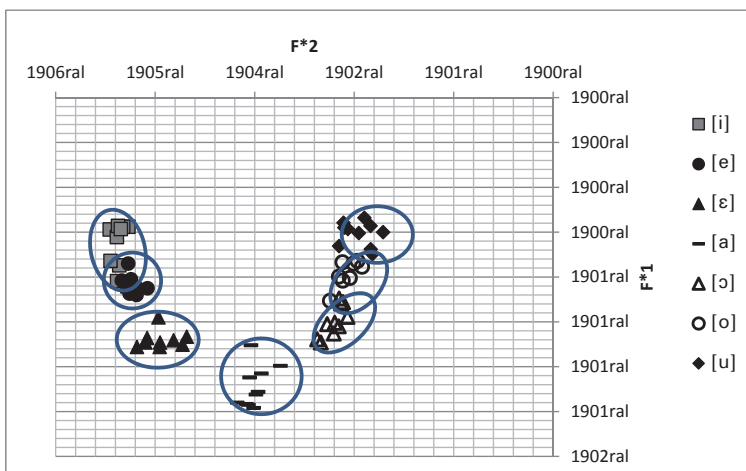 F*2
1906ral 1905ral 1904ral 1902ral 1901ral 1900ral
1900ral
1900ral
1900ral
1900ral
1901ral
1901ral
1901ral
1901ral
1902ral
F*1
[i]
[e]
[ɛ]
[a]
[ɔ]
[o]
[u]